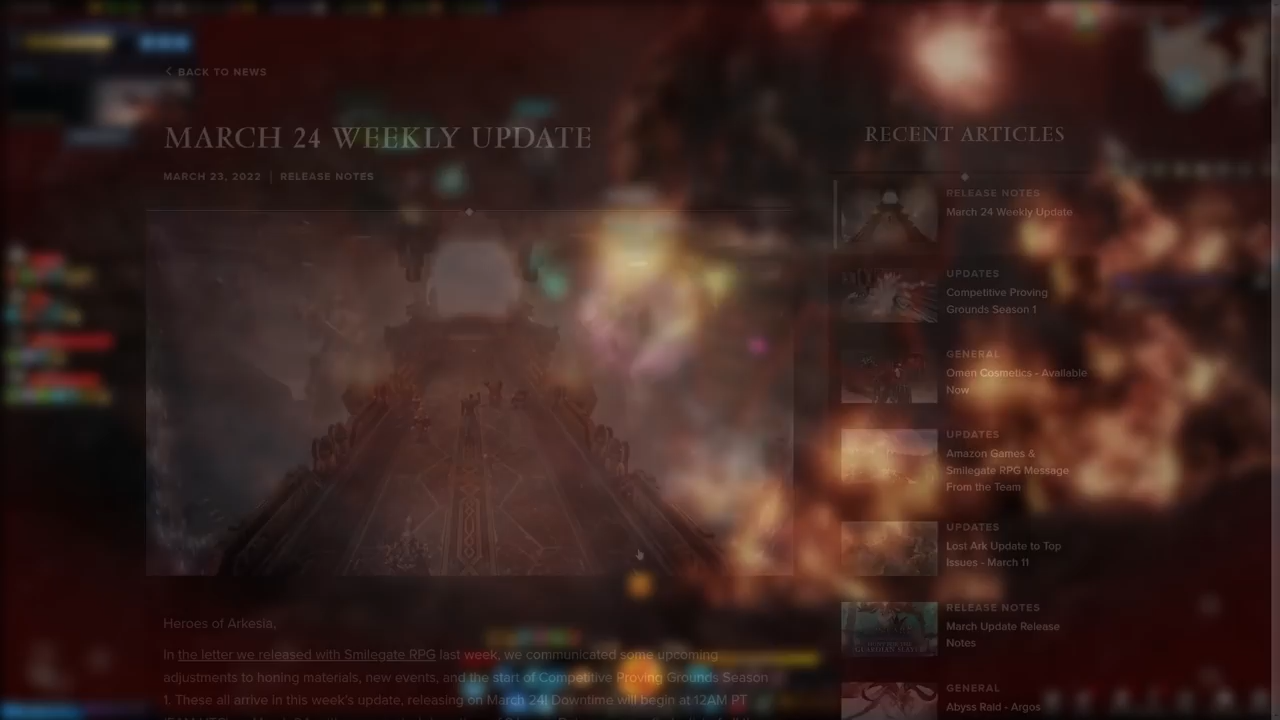 BACK TO NEWS
MARCH 24 WEEKLY UPDATE
MARCH 23, 2022 | RELEASE NOTES
Heroes of Arkesia,
In the letter we released with Smilegate RPG last week, we communicated some upcoming
adjustments to honing materials, new events, and the start of Competitive Proving Grounds Season
1. These all arrive in this week's update, releasing on March 24! Downtime will begin at 12AM PT
RECENT ARTICLES
RELEASE NOTES
March 24 Weekly Update
UPDATES
Competitive Proving
Grounds Season 1
GENERAL
Omen Cosmetics - Available
Now
UPDATES
Amazon Games &
Smilegate RPG Message
From the Team
UPDATES
Lost Ark Update to Top
Issues - March 11
RELEASE NOTES
March Update Release
Notes
GENERAL
Abyss Raid - Argos